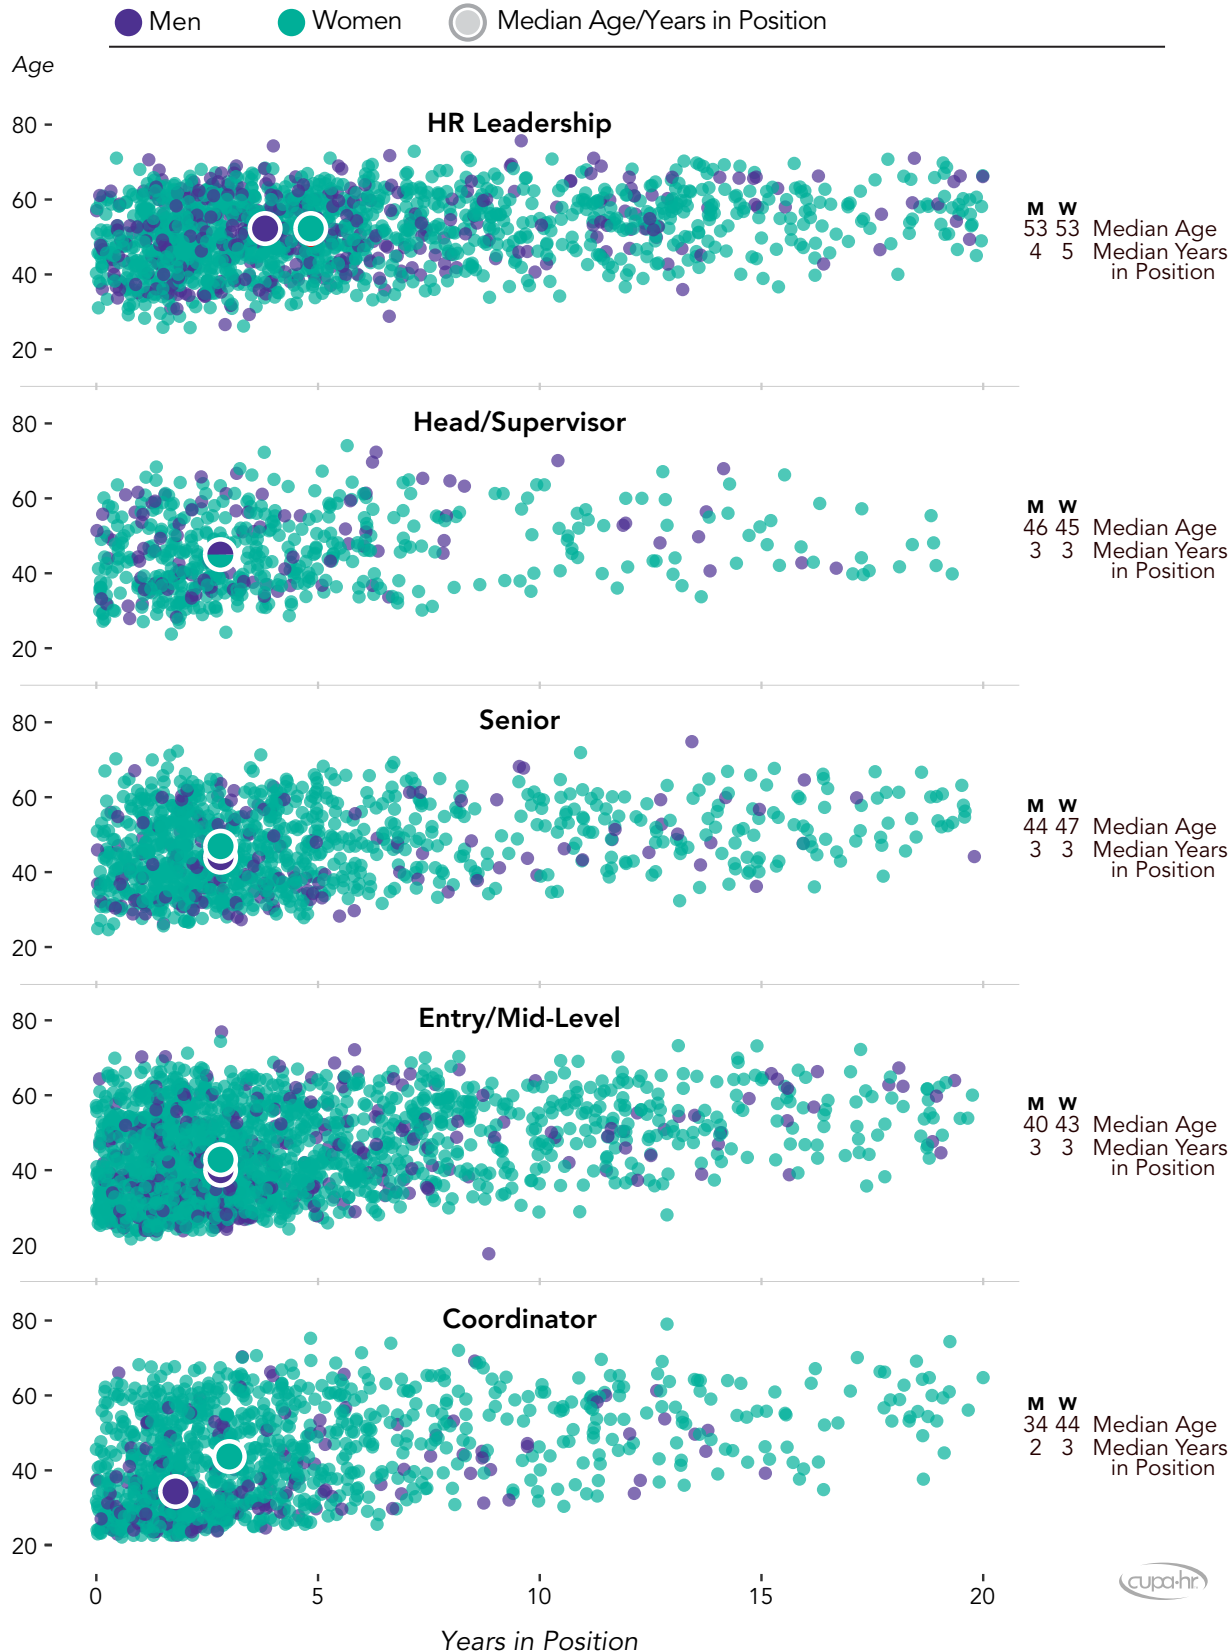 Men Women Median Age/Years in Position
Age
HR Leadership
80
60
40
20
M W
53 53 Median Age
4 5 Median Years
in Position
Head/Supervisor
80
60
40
20
M W
46 45 Median Age
3 3 Median Years
in Position
Senior
80
60
40
20
M W
44 47 Median Age
3 3 Median Years
in Position
Entry/Mid-Level
80
60
40
20
M W
40 43 Median Age
3 3 Median Years
in Position
Coordinator
80
60
40
20
M W
34 44 Median Age
2 3 Median Years
in Position
0 5 10 15 20
Years in Position
cupa-hr